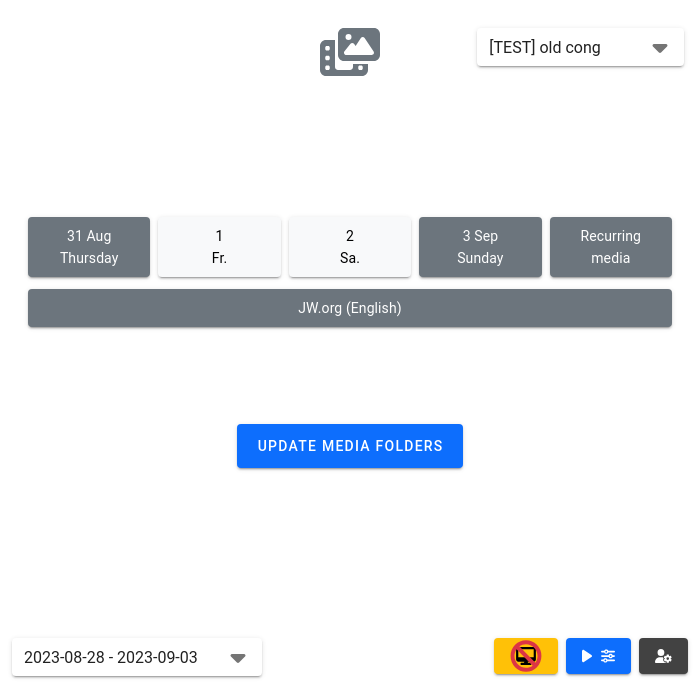 [TEST] old cong
31 Aug
Thursday
1
Fr.
2
Sa.
3 Sep
Sunday
Recurring
media
JW.org (English)
UPDATE MEDIA FOLDERS
2023-08-28 - 2023-09-03